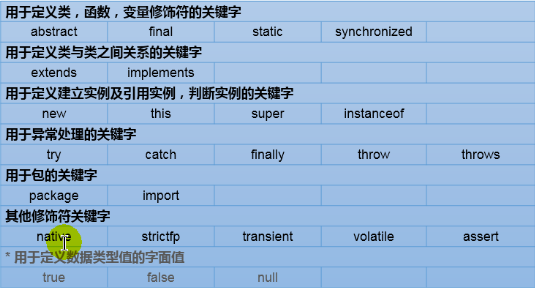 用于定义类，函数，变量修饰符的关键字
abstract final static synchronized
用于定义类与类之间关系的关键字
extends implements
用于定义建立实例及引用实例，判断实例的关键字
new this super instanceof
用于异常处理的关键字
try catch finally throw throws
用于包的关键字
package import
其他修饰符关键字
native strictfp transient volatile assert
* 用于定义数据类型值的字面值
true false null